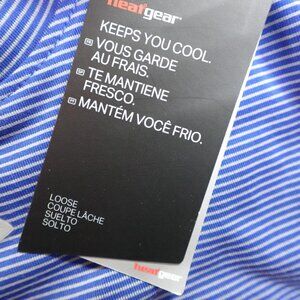 heatgear
KEEPS YOU COOL.
FR VOUS GARDE
AU FRAIS.
TE MANTIENE
FRESCO.
MANTÉM VOCÊ FRIO.
LOOSE
COUPE LÂCHE
SUELTO
SOLTO
heatgear